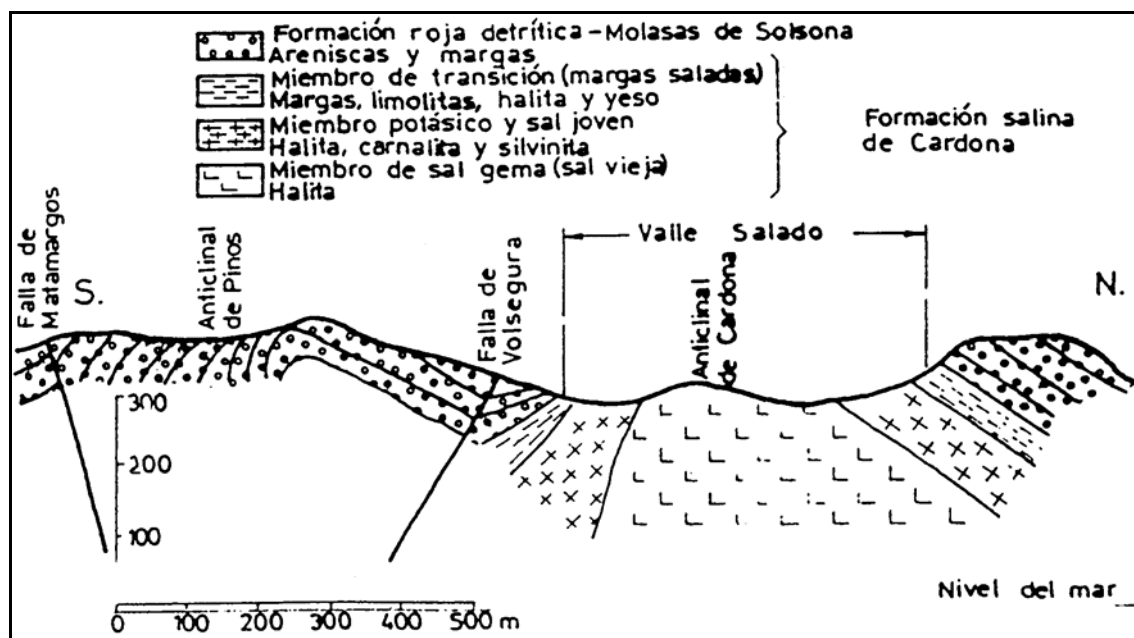 Formación roja detrítica-Molasas de Solsona
Areniscas y margas
Miembro de transición (margas saladas)
Margas, limolitas, halita y yeso
Miembro potásico y sal joven
Halita, carnalita y silvinita
Miembro de sal gema (sal vieja)
Halita
Formación salina
de Cardona
Falla de
Matamargos
S.
Anticlinal
de Pinos
Falla de
Volsegura
Valle Salado
Anticlinal
de Cardona
N.
300
200
100
Nivel del mar
0 100 200 300 400 500 m